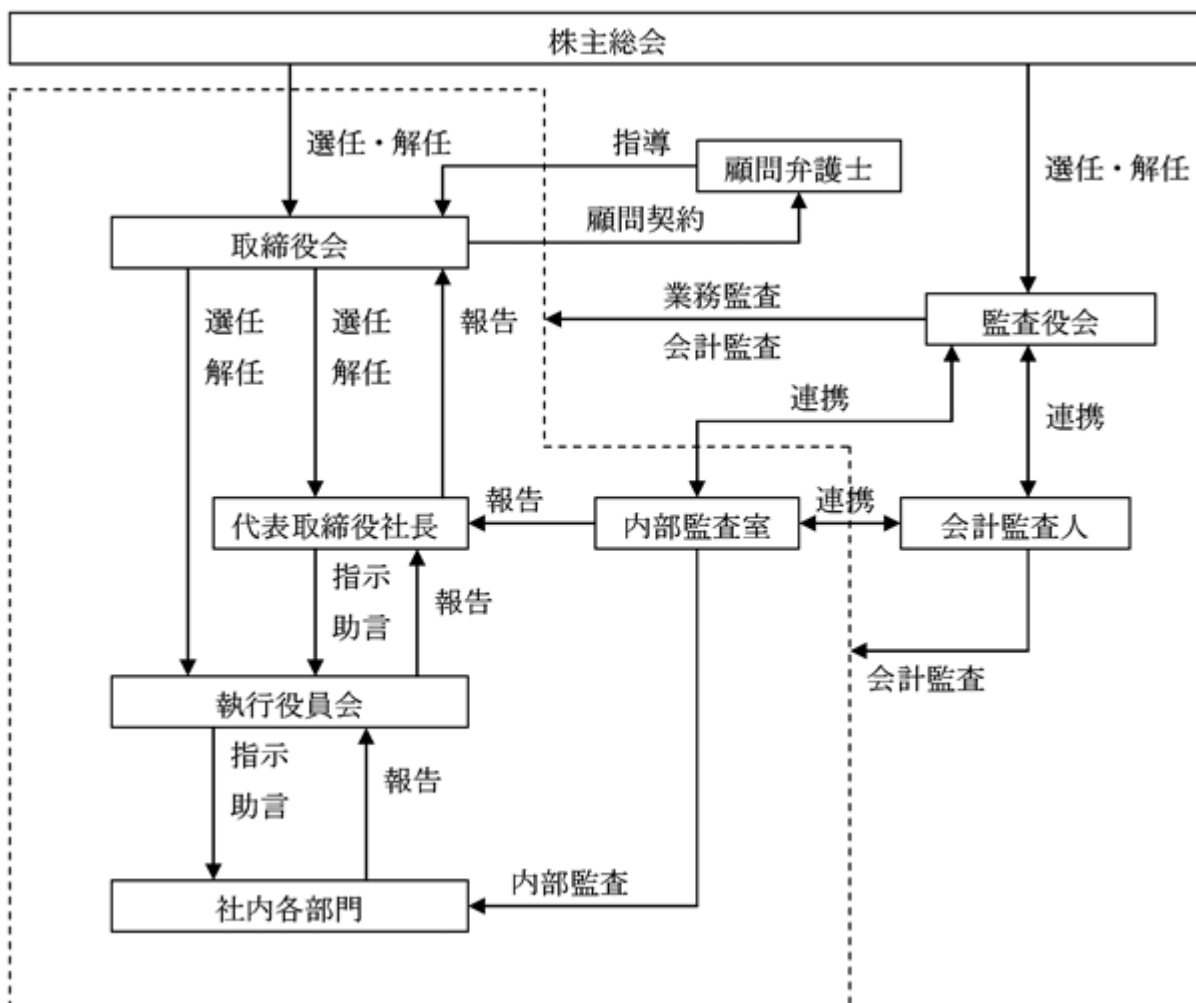 株主総会
選任・解任
指導
顧問弁護士
選任・解任
取締役会
顧問契約
選任
解任
選任
解任
報告
業務監査
会計監査
監査役会
連携
連携
代表取締役社長
報告
内部監査室
連携
会計監査人
指示
助言
報告
会計監査
執行役員会
指示
助言
報告
内部監査
社内各部門